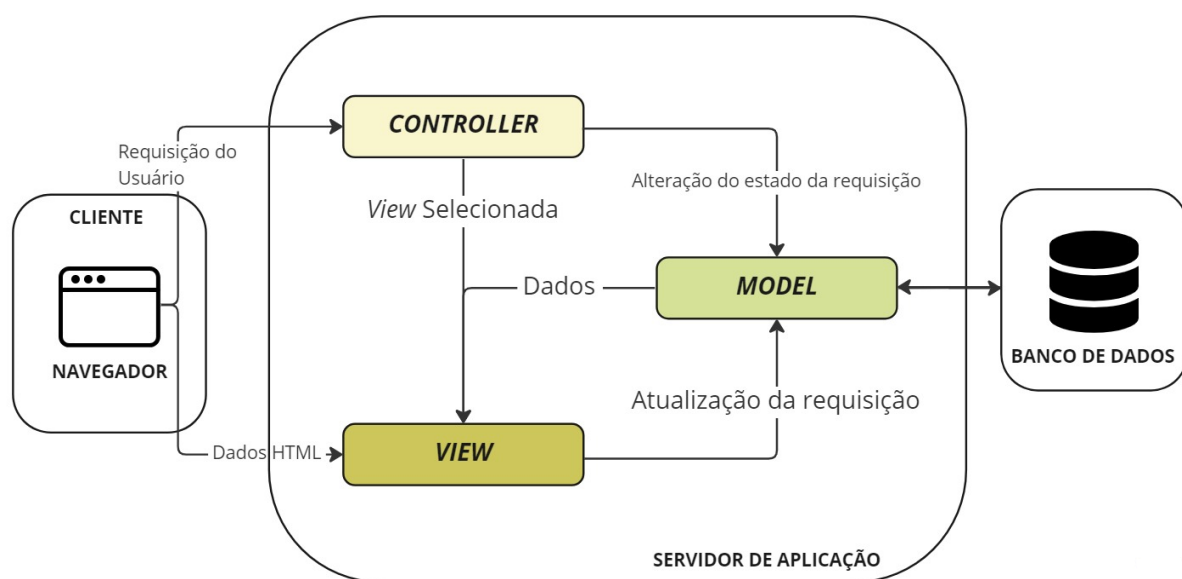 CONTROLLER
Requisição do
Usuário
Alteração do estado da requisição
View Selecionada
CLIENTE
NAVEGADOR
Dados
MODEL
BANCO DE DADOS
Atualização da requisição
Dados HTML
VIEW
SERVIDOR DE APLICAÇÃO